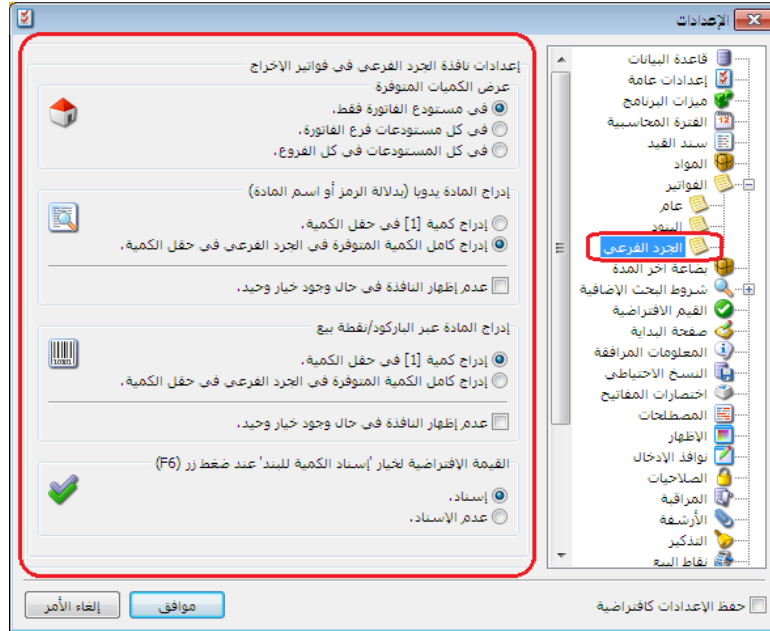 الإعدادات
قاعدة البيانات
إعدادات عامة
ميزات البرنامج
الفترة المحاسبية
سند القيد
المواد
الفواتير
عام
البنود
الجرد الفرعي
بضاعة آخر المدة
شروط البحث الإضافية
القيم الافتراضية
صفحة البداية
المعلومات المرافقة
النسخ الاحتياطي
اختصارات المفاتيح
المصطلحات
الإظهار
نوافذ الإدخال
الصلاحيات
المراقبة
الأرشفة
التذكير
نقاط البيع
إعدادات نافذة الجرد الفرعي في فواتير الإخراج
عرض الكميات المتوفرة
في مستودع الفاتورة فقط.
في كل مستودعات فرع الفاتورة.
في كل المستودعات في كل الفروع.
إدراج المادة يدويا (بدلالة الرمز أو اسم المادة)
إدراج كمية [1] في حقل الكمية.
إدراج كامل الكمية المتوفرة في الجرد الفرعي في حقل الكمية.
عدم إظهار النافذة في حال وجود خيار وحيد.
إدراج المادة عبر الباركود/نقطة بيع
إدراج كمية [1] في حقل الكمية.
إدراج كامل الكمية المتوفرة في الجرد الفرعي في حقل الكمية.
عدم إظهار النافذة في حال وجود خيار وحيد.
القيمة الإفتراضية لخيار 'إسناد الكمية للبند' عند ضغط زر (F6)
إسناد.
عدم الإسناد.
حفظ الإعدادات كافتراضية
موافق
إلغاء الأمر